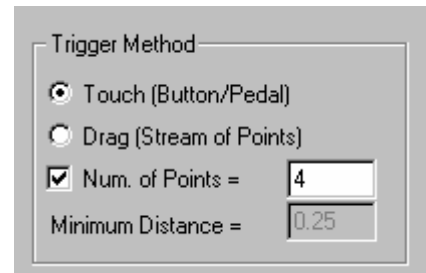 Trigger Method
Touch (Button/Pedal)
Drag (Stream of Points)
Num. of Points = 4
Minimum Distance = 0.25